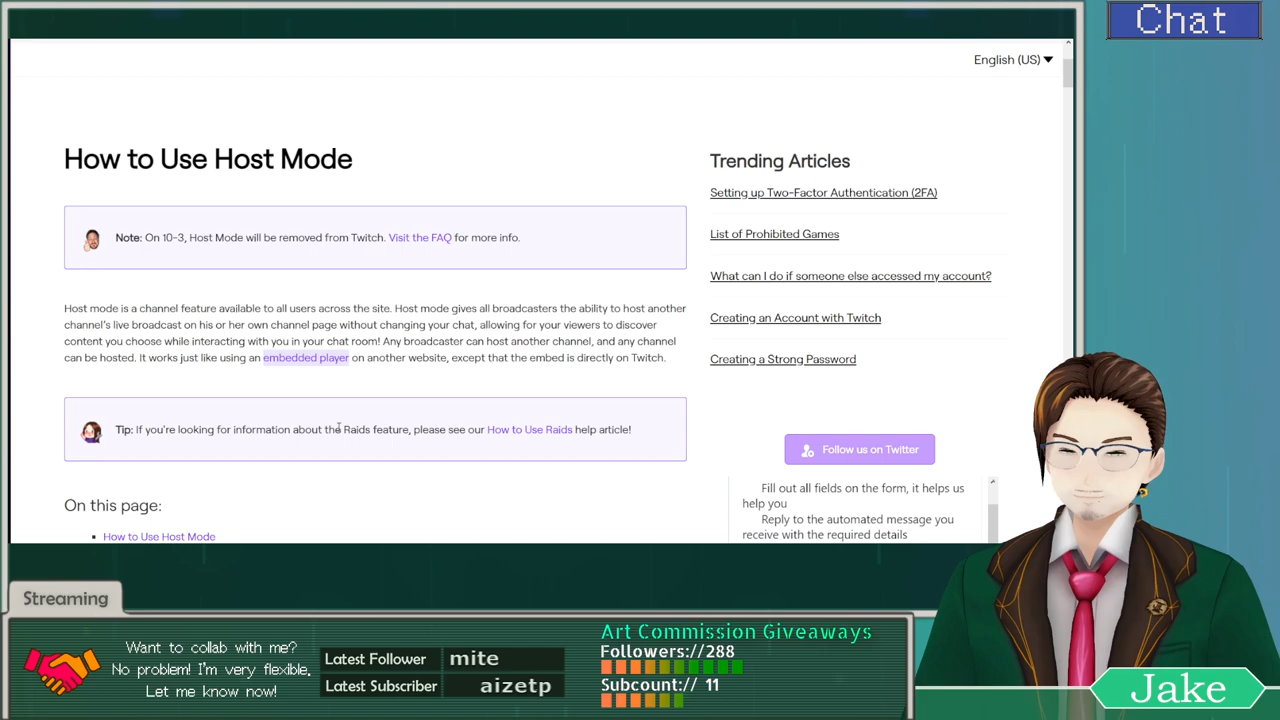 Chat
English (US)
How to Use Host Mode
Note: On 10-3, Host Mode will be removed from Twitch. Visit the FAQ for more info.
Host mode is a channel feature available to all users across the site. Host mode gives all broadcasters the ability to host another
channel's live broadcast on his or her own channel page without changing your chat, allowing for your viewers to discover
content you choose while interacting with you in your chat room! Any broadcaster can host another channel, and any channel
can be hosted. It works just like using an embedded player on another website, except that the embed is directly on Twitch.
Tip: If you're looking for information about the Raids feature, please see our How to Use Raids help article!
On this page:
How to Use Host Mode
Trending Articles
Setting up Two-Factor Authentication (2FA)
List of Prohibited Games
What can I do if someone else accessed my account?
Creating an Account with Twitch
Creating a Strong Password
Follow us on Twitter
Fill out all fields on the form, it helps us
help you
Reply to the automated message you
receive with the required details
Streaming
Want to collab with me?
No problem! I'm very flexible.
Let me know now!
Latest Follower mite
Latest Subscriber aizetp
Art Commission Giveaways
Followers://288
Subcount:// 11
Jake